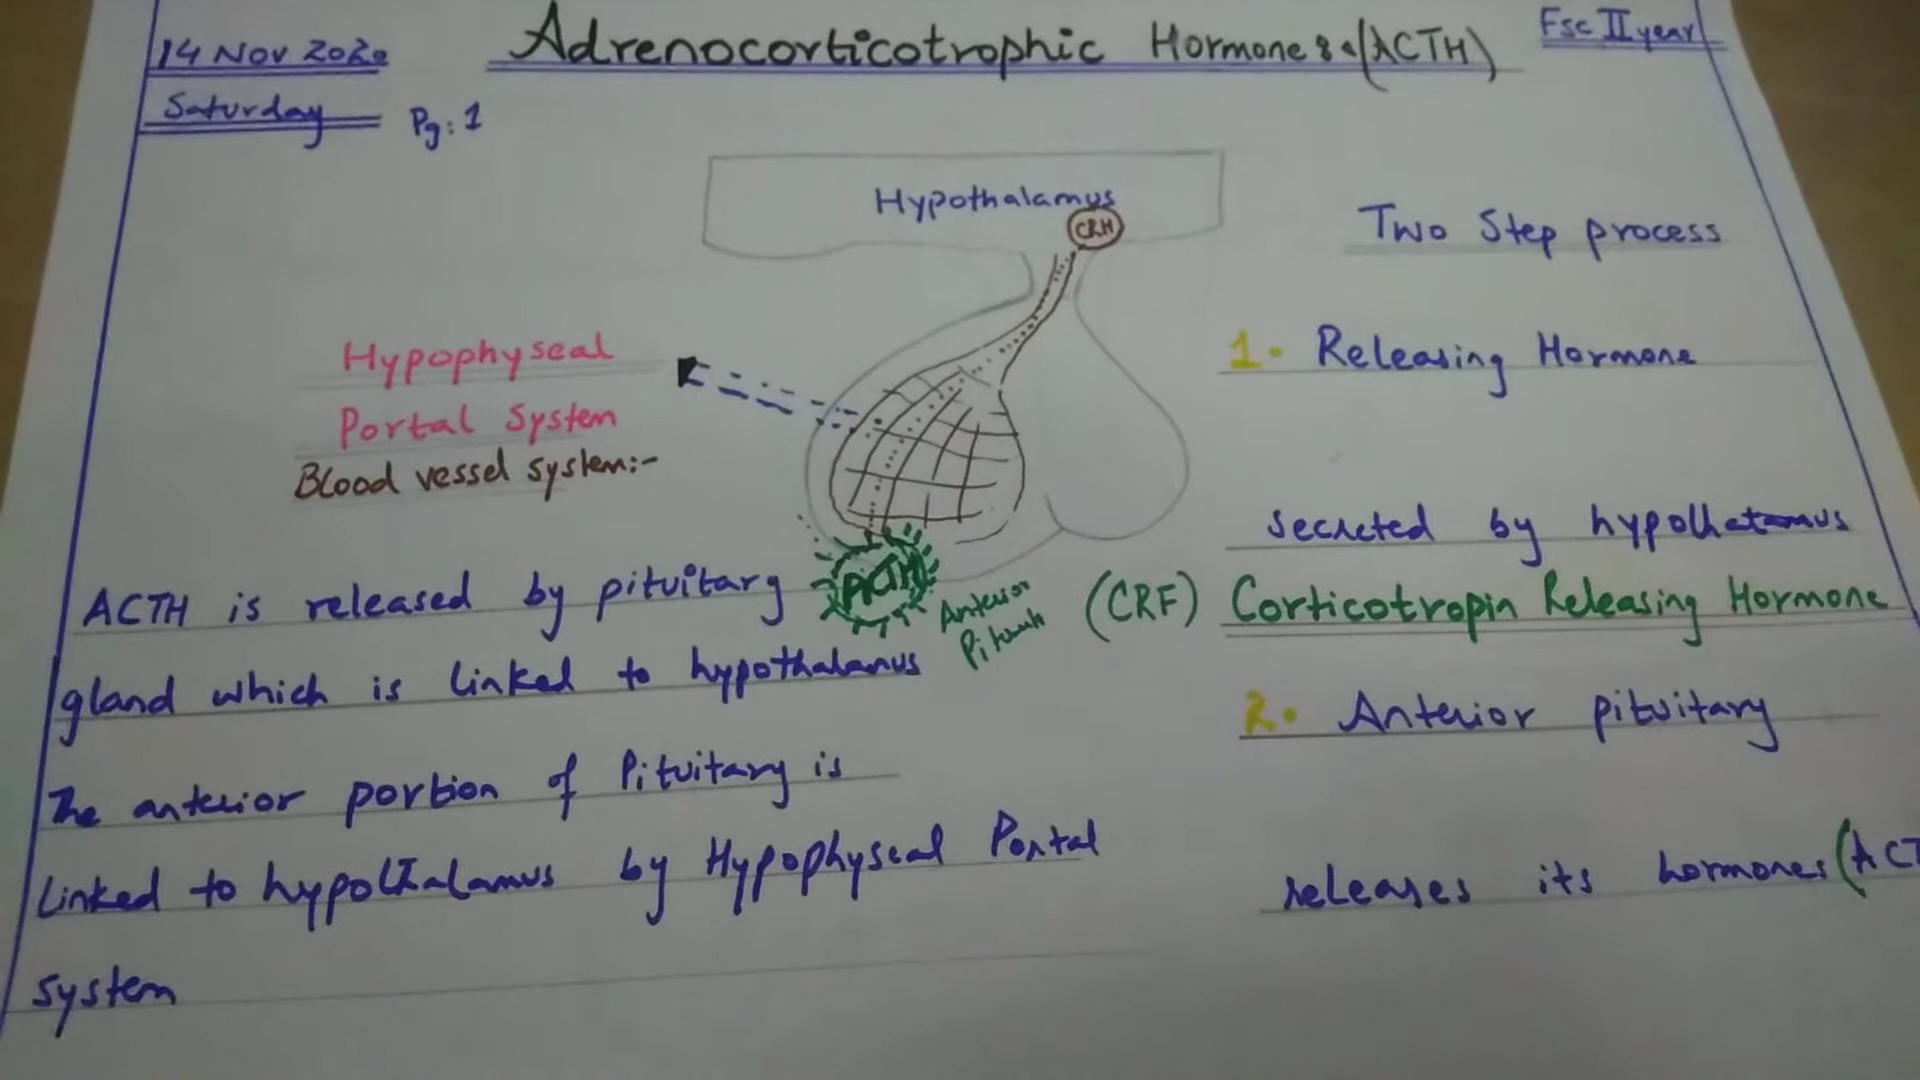 14 Nov 2020
Adrenocorticotrophic Hormone :- (ACTH)
Fsc II year
Saturday
Pg: 1
Hypothalamus
CRH
Two Step process
Hypophyseal
Portal System
Blood vessel system:-
1. Releasing Hormone
secreted by hypothatamus
(CRF) Corticotropin Releasing Hormone
ACTH
Anterior
ACTH is released by pituitary
gland which is linked to hypothalamus
The anterior portion of Pituitary is
Linked to hypothalamus by Hypophyseal Portal
System
2. Anterior pituitary
releases its hormones (ACT